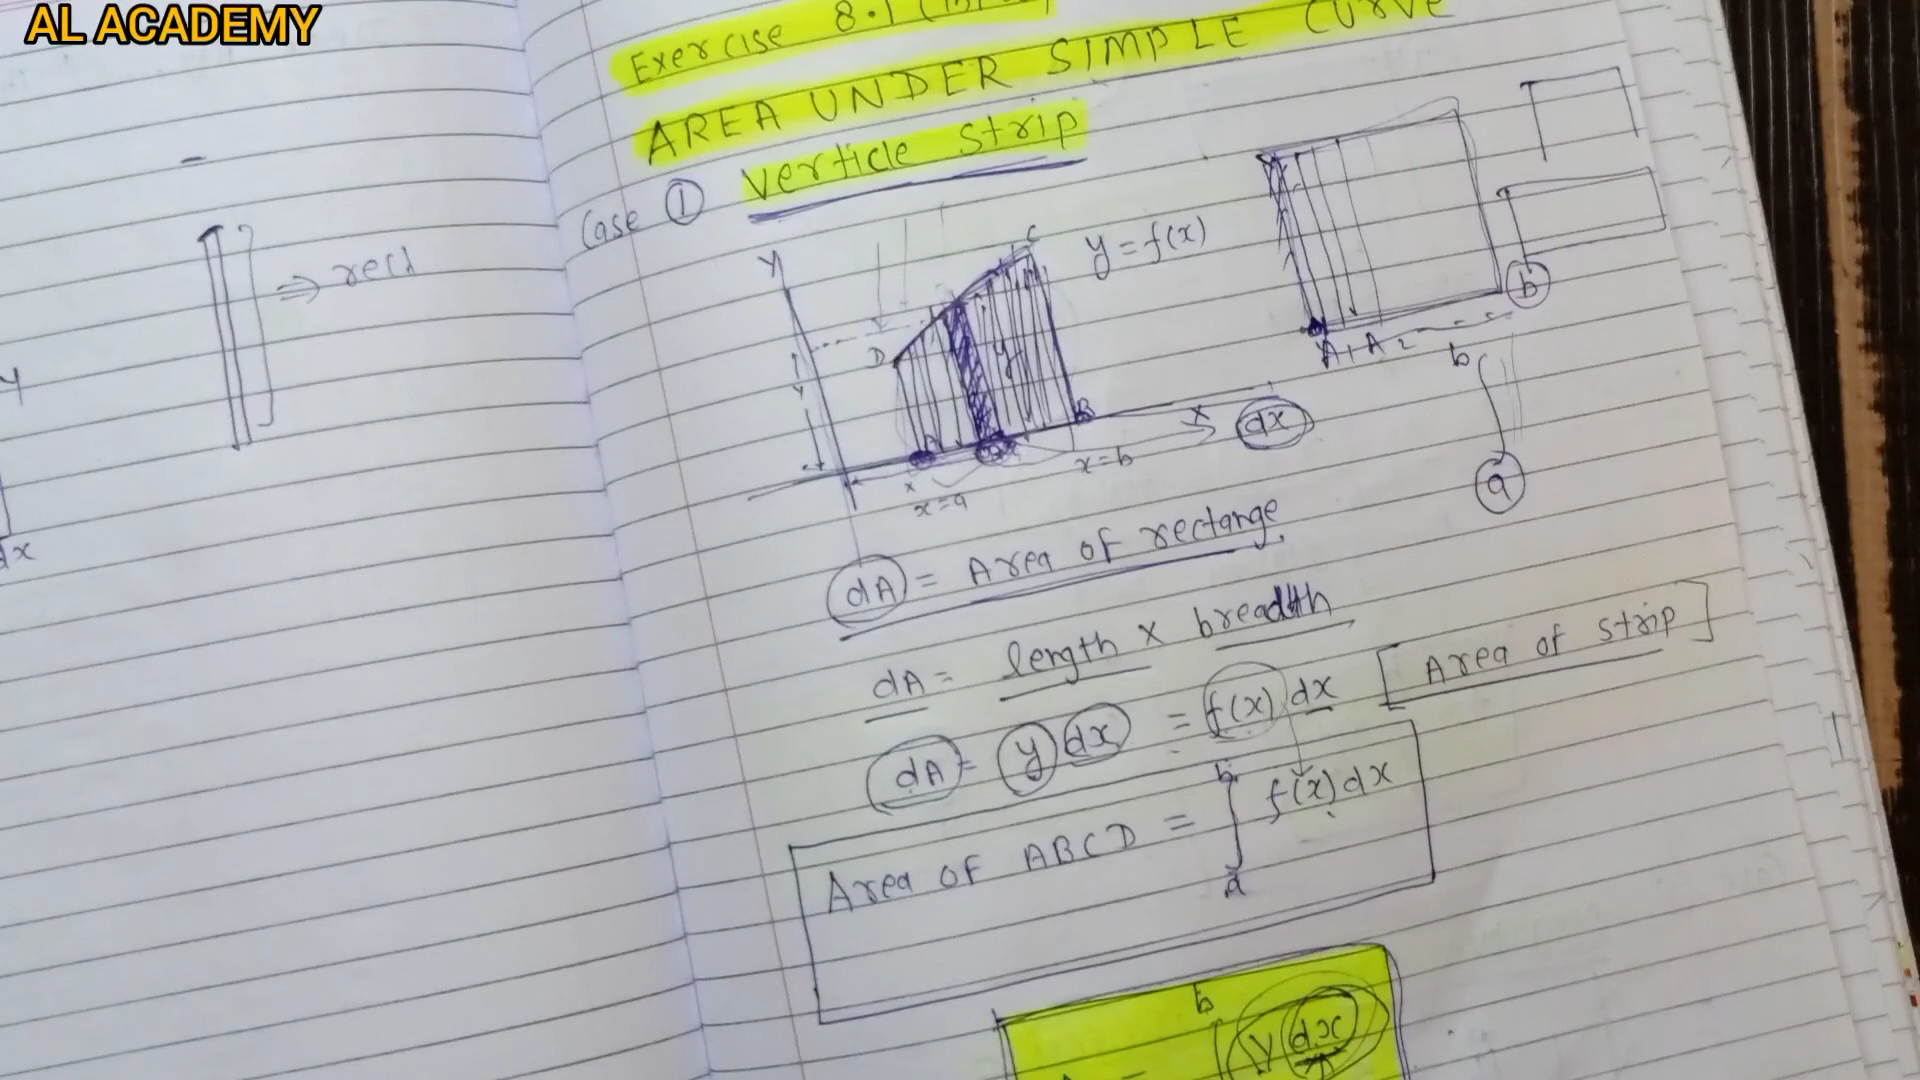 AL ACADEMY
Exercise 8.1
AREA UNDER SIMPLE CURVE
Case ① verticle strip
y = f(x)
Y
C
D
y
A
B
X
dx
x=a
x=b
b
A1 A2
b
a
dx
dA = Area of rectange
dA = length x breadth
dA = y dx = f(x) dx [Area of strip]
Area of ABCD = ∫ₐᵇ f(x) dx
b
∫ y dx